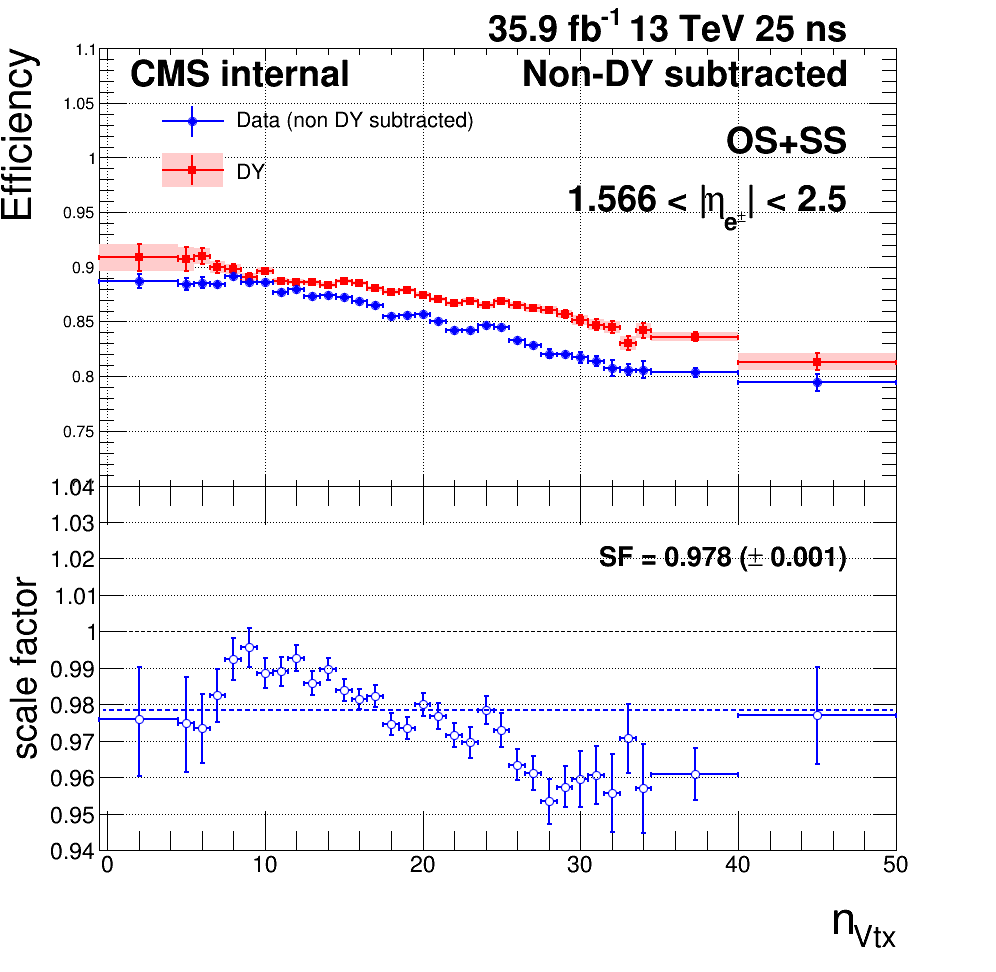 35.9 fb⁻¹ 13 TeV 25 ns
CMS internal
Non-DY subtracted
Data (non DY subtracted)
DY
OS+SS
1.566 < |η_e±| < 2.5
Efficiency
1.1
1.05
1
0.95
0.9
0.85
0.8
0.75
1.04
1.03
1.02
1.01
1
0.99
0.98
0.97
0.96
0.95
0.94
SF = 0.978 (± 0.001)
scale factor
0 10 20 30 40 50
n_Vtx